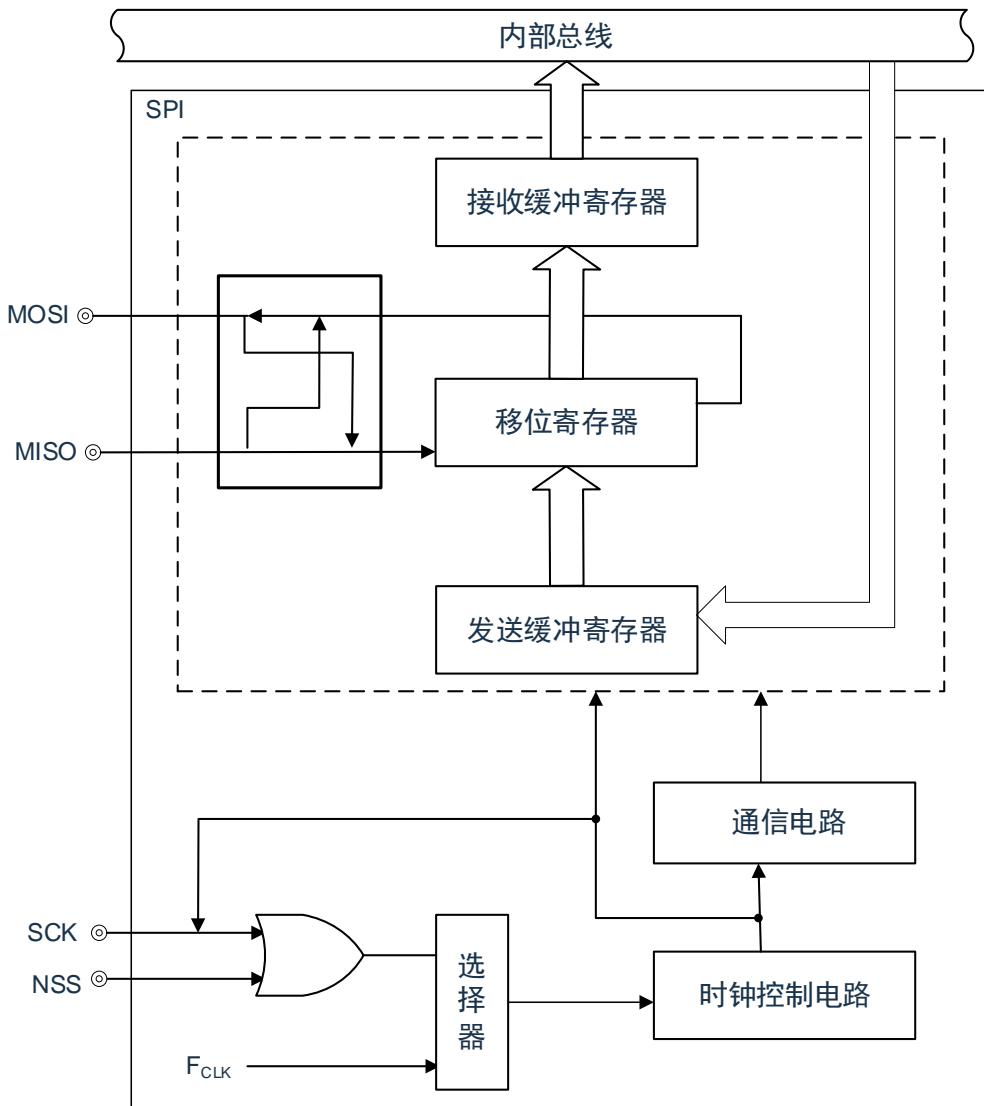 内部总线
SPI
接收缓冲寄存器
MOSI
移位寄存器
MISO
发送缓冲寄存器
通信电路
SCK
NSS
选
择
器
时钟控制电路
F_CLK